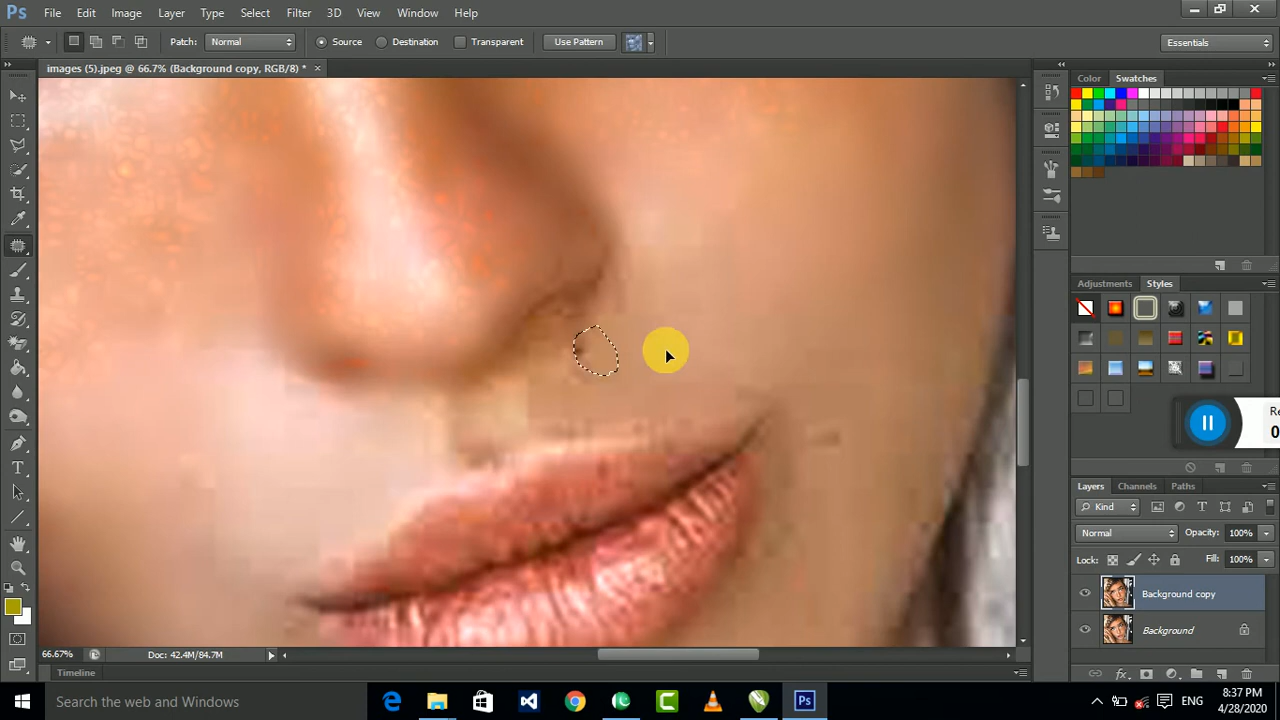 Ps File Edit Image Layer Type Select Filter 3D View Window Help
Patch: Normal Source Destination Transparent Use Pattern Essentials
images (5).jpeg @ 66.7% (Background copy, RGB/8) *
Color Swatches
Adjustments Styles
Re
0
Layers Channels Paths
Kind
Normal Opacity: 100%
Lock: Fill: 100%
Background copy
Background
66.67% Doc: 42.4M/84.7M
Timeline
Search the web and Windows
Ps
ENG
8:37 PM
4/28/2020